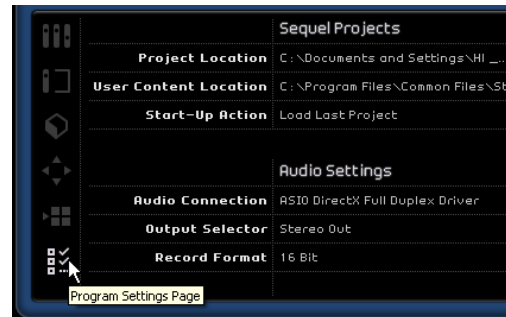 Sequel Projects
Project Location C:\Documents and Settings\HI _..
User Content Location C:\Program Files\Common Files\St
Start-Up Action Load Last Project
Audio Settings
Audio Connection ASIO DirectX Full Duplex Driver
Output Selector Stereo Out
Record Format 16 Bit
Program Settings Page